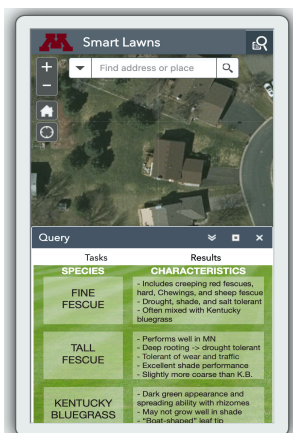 M Smart Lawns
+
Find address or place
-
Query
Tasks Results
SPECIES CHARACTERISTICS
FINE
FESCUE
- Includes creeping red fescues,
hard, Chewings, and sheep fescue
- Drought, shade, and salt tolerant
- Often mixed with Kentucky
bluegrass
TALL
FESCUE
- Performs well in MN
- Deep rooting -> drought tolerant
- Tolerant of wear and traffic
- Excellent shade performance
- Slightly more coarse than K.B.
KENTUCKY
BLUEGRASS
- Dark green appearance and
spreading ability with rhizomes
- May not grow well in shade
- "Boat-shaped" leaf tip